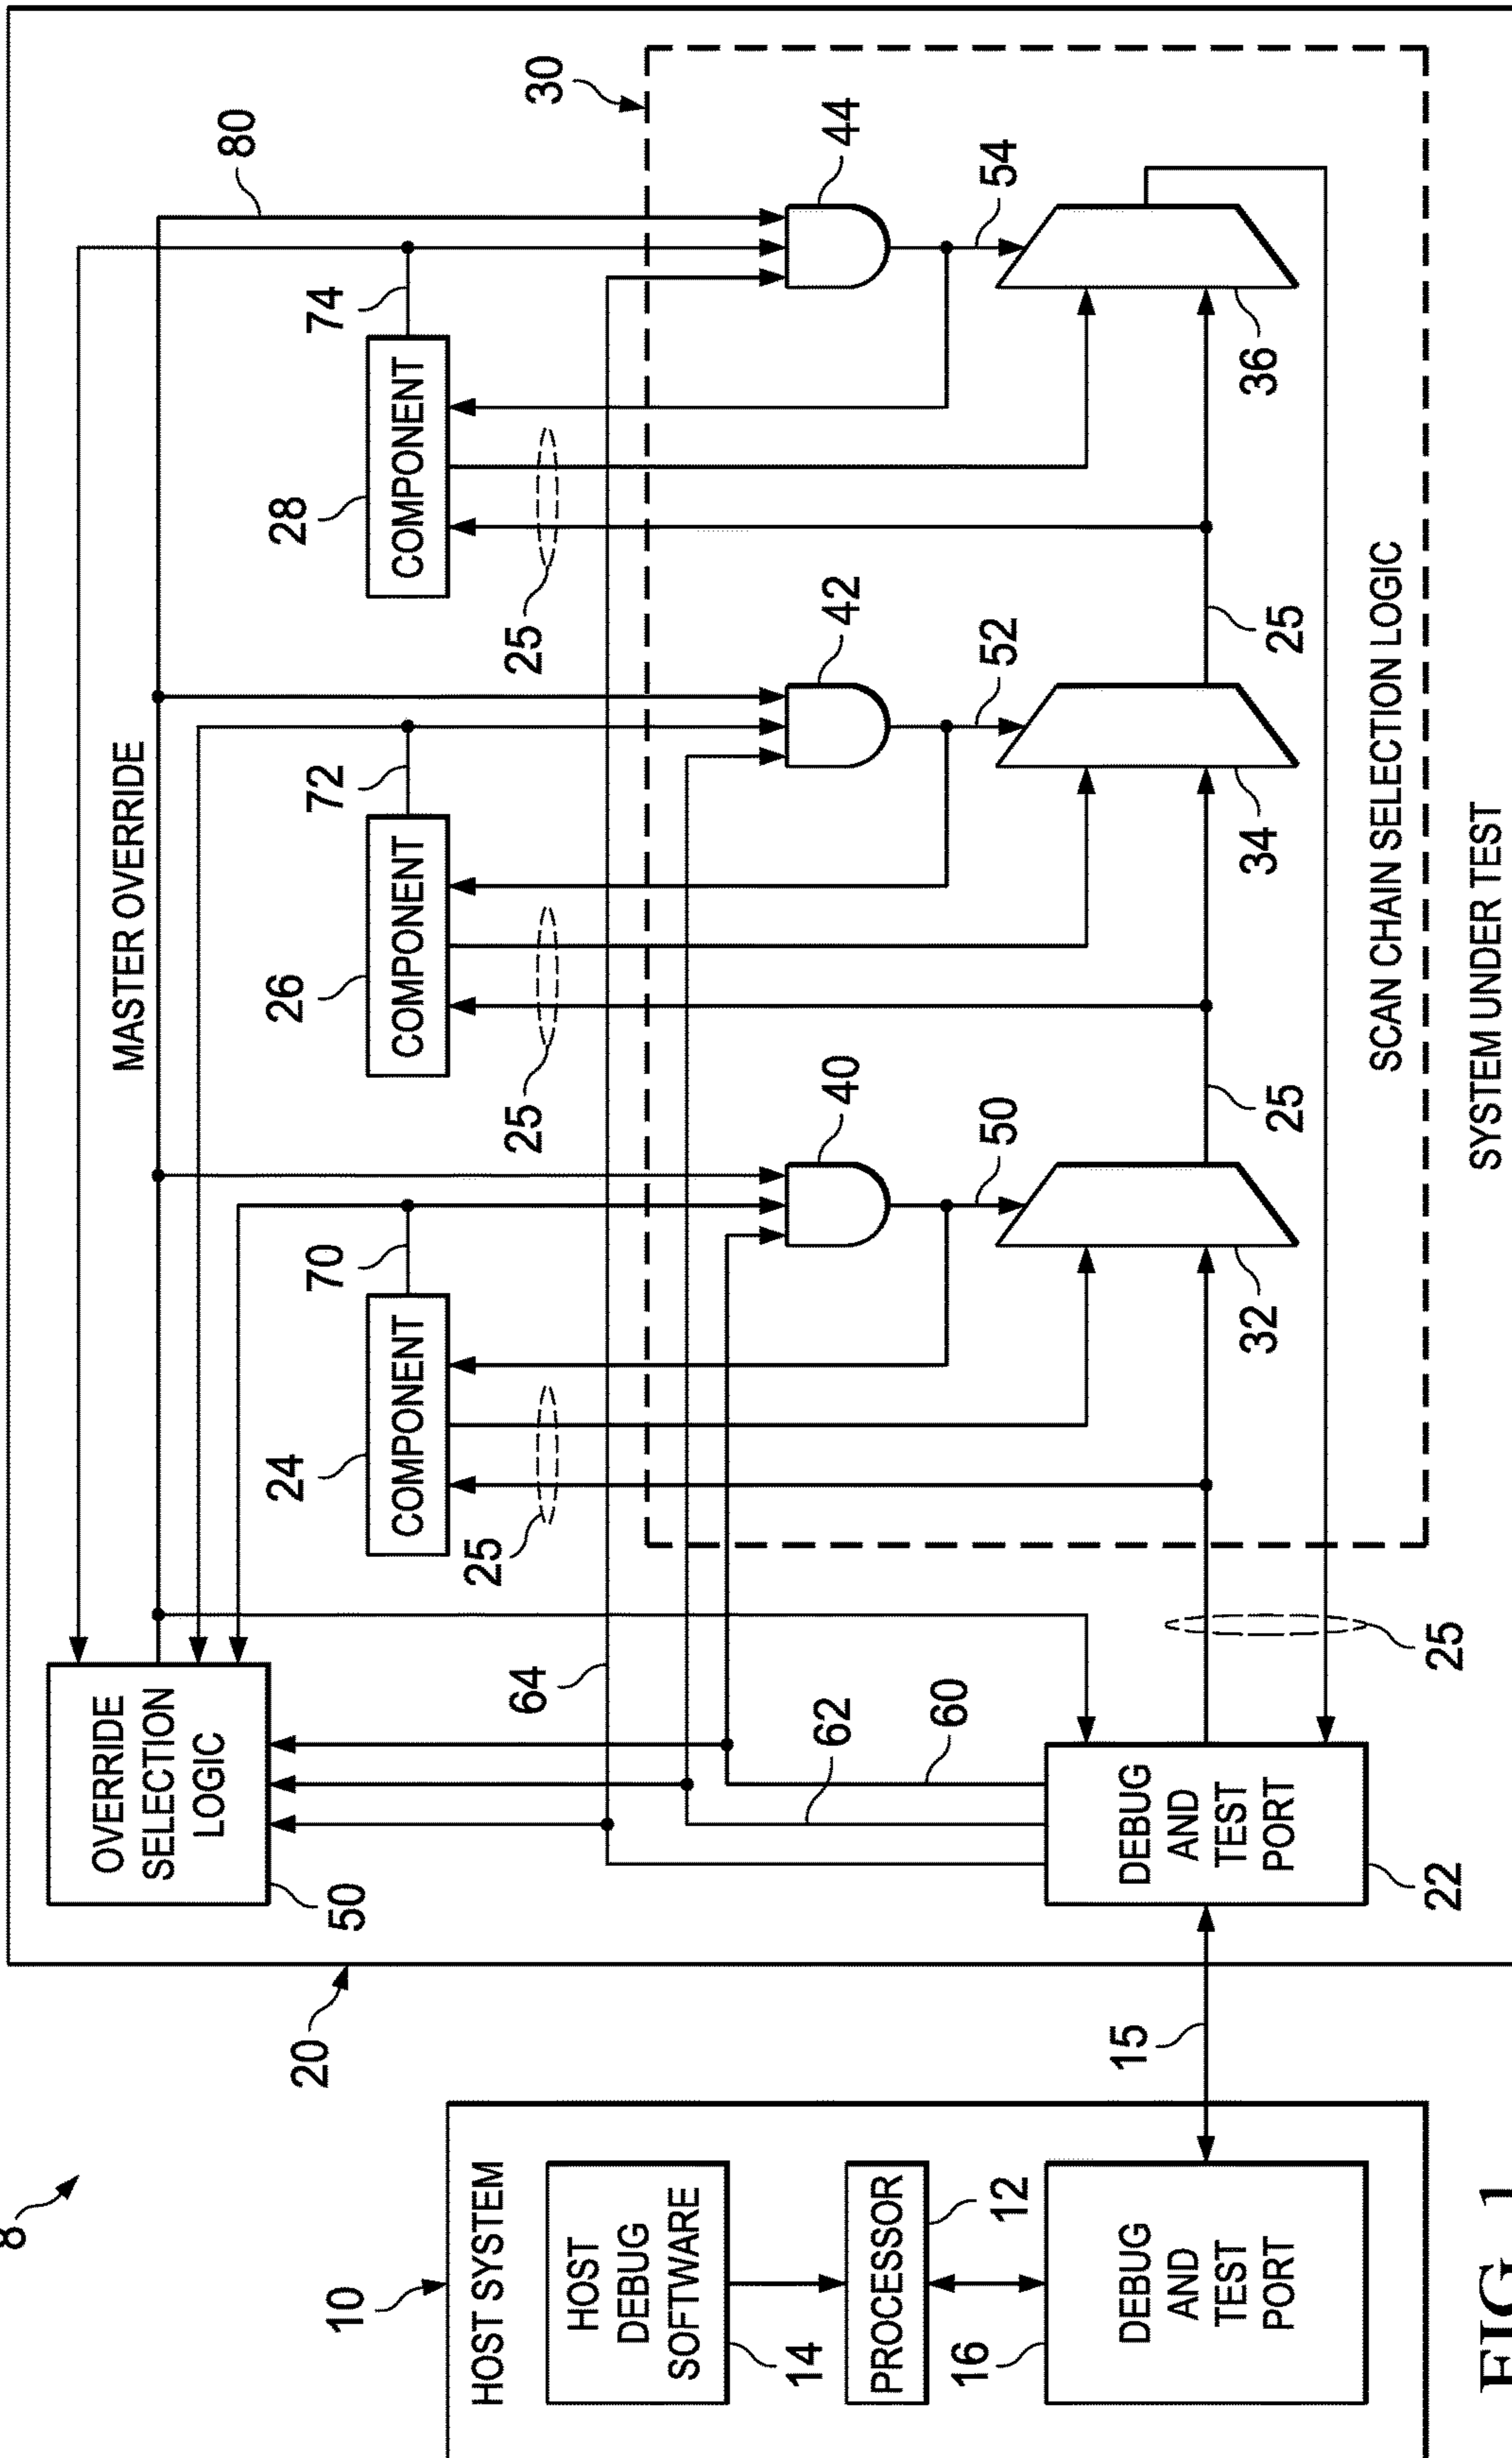 8
10
HOST SYSTEM
HOST
DEBUG
SOFTWARE
14
PROCESSOR
12
16
DEBUG
AND
TEST
PORT
15
20
OVERRIDE
SELECTION
LOGIC
50
MASTER OVERRIDE
80
64
62
60
DEBUG
AND
TEST
PORT
22
25
24
COMPONENT
70
25
26
COMPONENT
72
25
28
COMPONENT
74
25
30
40
50
32
25
42
52
34
25
44
54
36
SCAN CHAIN SELECTION LOGIC
SYSTEM UNDER TEST
FIG. 1